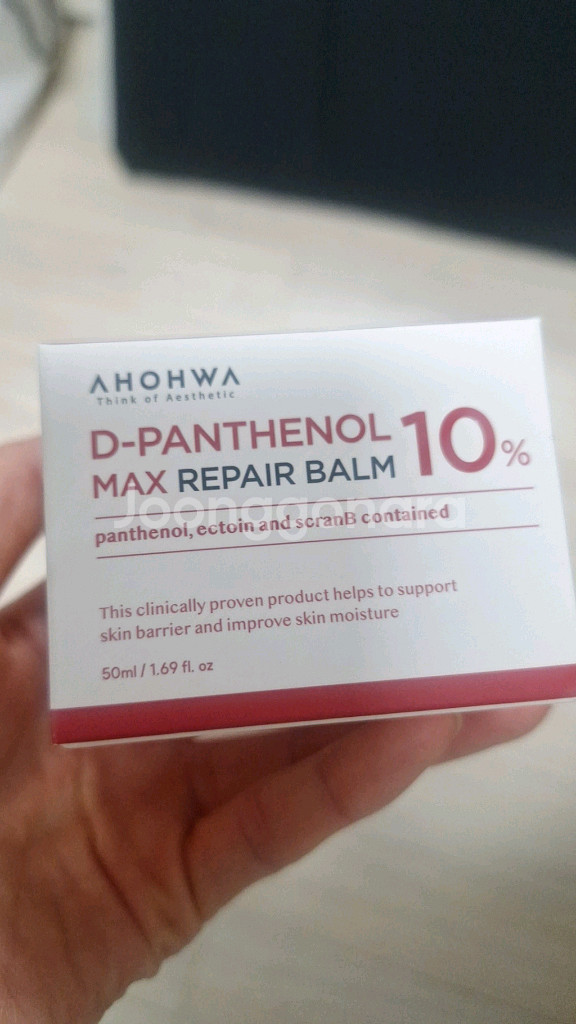 AHOHWA
Think of Aesthetic
D-PANTHENOL 10%
MAX REPAIR BALM
Joonggonara
panthenol, ectoin and scranB contained
This clinically proven product helps to support
skin barrier and improve skin moisture
50ml / 1.69 fl. oz